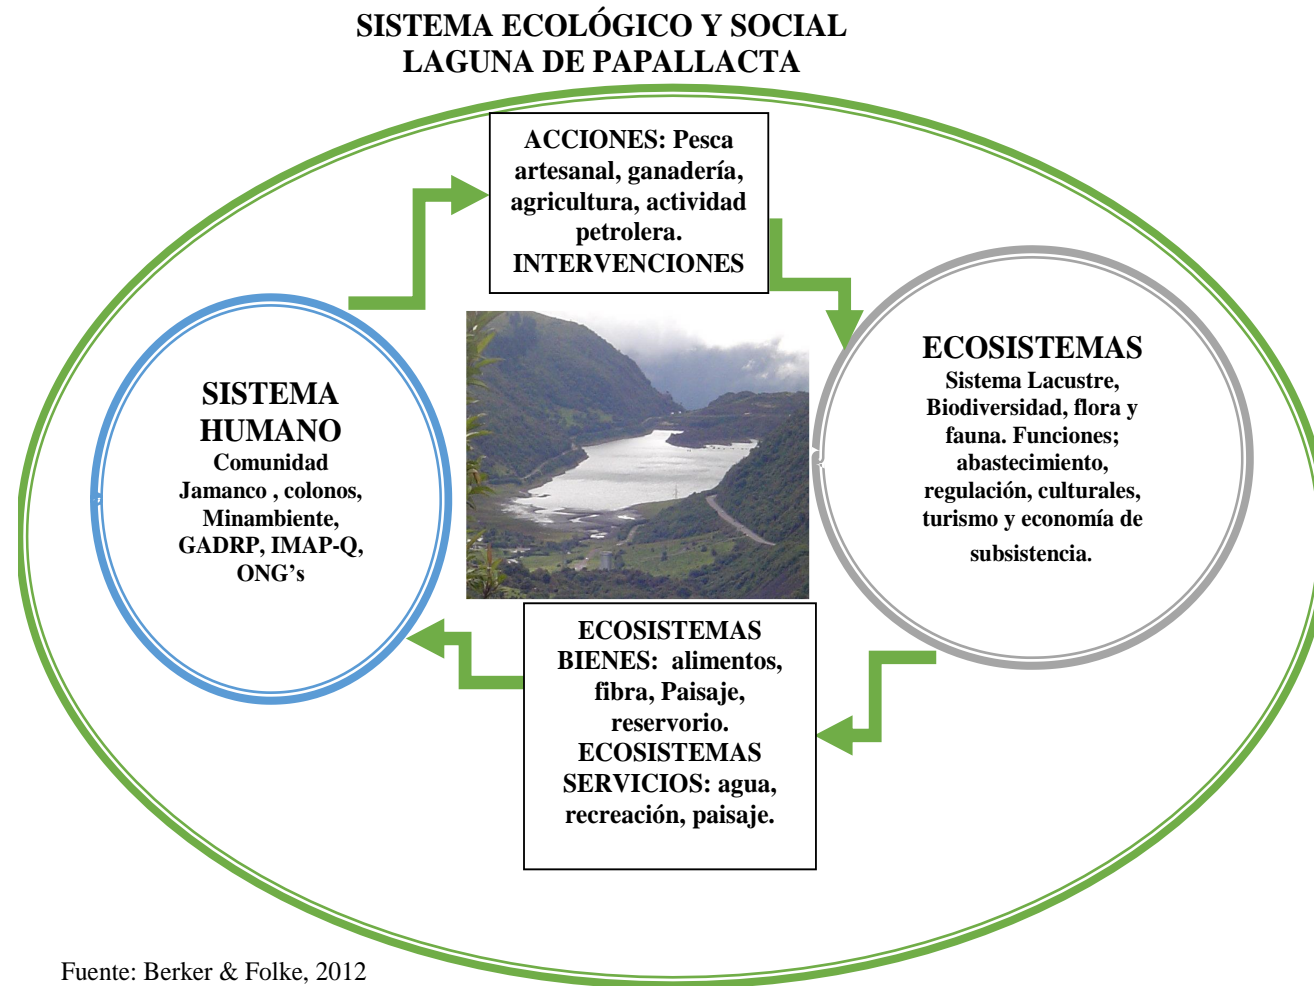 SISTEMA ECOLÓGICO Y SOCIAL
LAGUNA DE PAPALLACTA
ACCIONES: Pesca
artesanal, ganadería,
agricultura, actividad
petrolera.
INTERVENCIONES
SISTEMA
HUMANO
Comunidad
Jamanco , colonos,
Minambiente,
GADRP, IMAP-Q,
ONG’s
ECOSISTEMAS
Sistema Lacustre,
Biodiversidad, flora y
fauna. Funciones;
abastecimiento,
regulación, culturales,
turismo y economía de
subsistencia.
ECOSISTEMAS
BIENES: alimentos,
fibra, Paisaje,
reservorio.
ECOSISTEMAS
SERVICIOS: agua,
recreación, paisaje.
Fuente: Berker & Folke, 2012